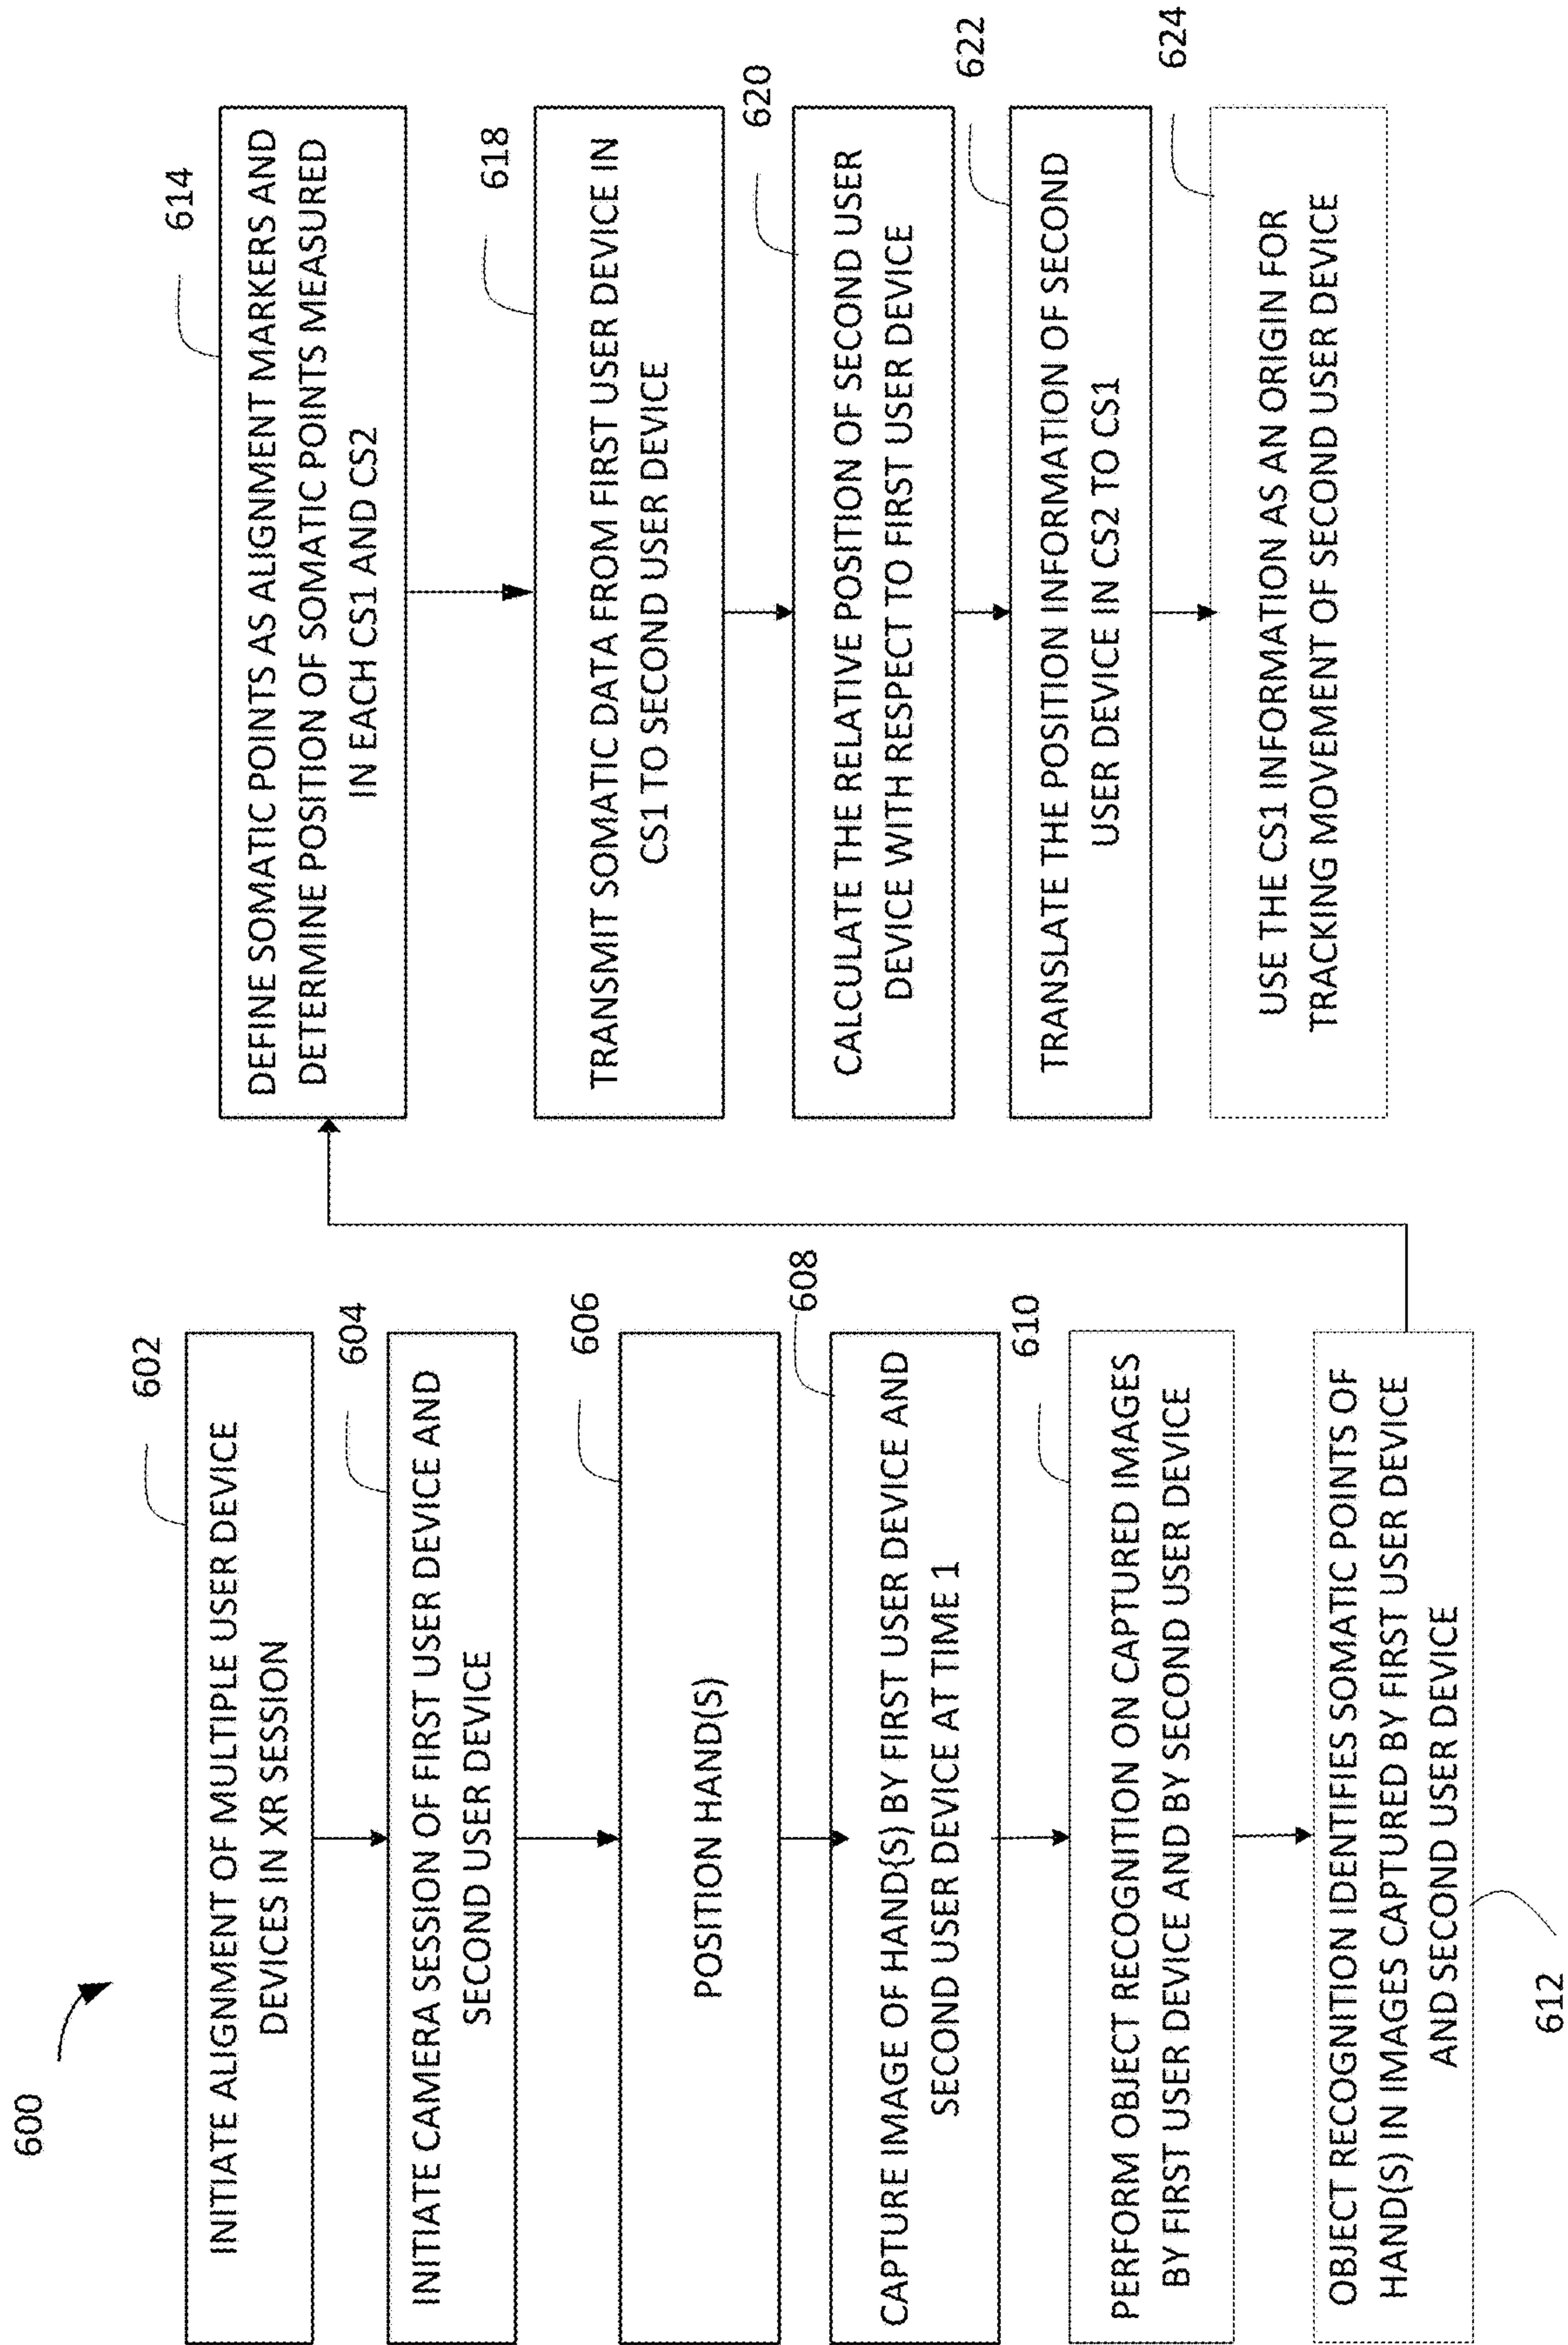 600
602
INITIATE ALIGNMENT OF MULTIPLE USER DEVICE
DEVICES IN XR SESSION
604
INITIATE CAMERA SESSION OF FIRST USER DEVICE AND
SECOND USER DEVICE
606
POSITION HAND(S)
608
CAPTURE IMAGE OF HAND(S) BY FIRST USER DEVICE AND
SECOND USER DEVICE AT TIME 1
610
PERFORM OBJECT RECOGNITION ON CAPTURED IMAGES
BY FIRST USER DEVICE AND BY SECOND USER DEVICE
OBJECT RECOGNITION IDENTIFIES SOMATIC POINTS OF
HAND(S) IN IMAGES CAPTURED BY FIRST USER DEVICE
AND SECOND USER DEVICE
612
614
DEFINE SOMATIC POINTS AS ALIGNMENT MARKERS AND
DETERMINE POSITION OF SOMATIC POINTS MEASURED
IN EACH CS1 AND CS2
618
TRANSMIT SOMATIC DATA FROM FIRST USER DEVICE IN
CS1 TO SECOND USER DEVICE
620
CALCULATE THE RELATIVE POSITION OF SECOND USER
DEVICE WITH RESPECT TO FIRST USER DEVICE
622
TRANSLATE THE POSITION INFORMATION OF SECOND
USER DEVICE IN CS2 TO CS1
624
USE THE CS1 INFORMATION AS AN ORIGIN FOR
TRACKING MOVEMENT OF SECOND USER DEVICE